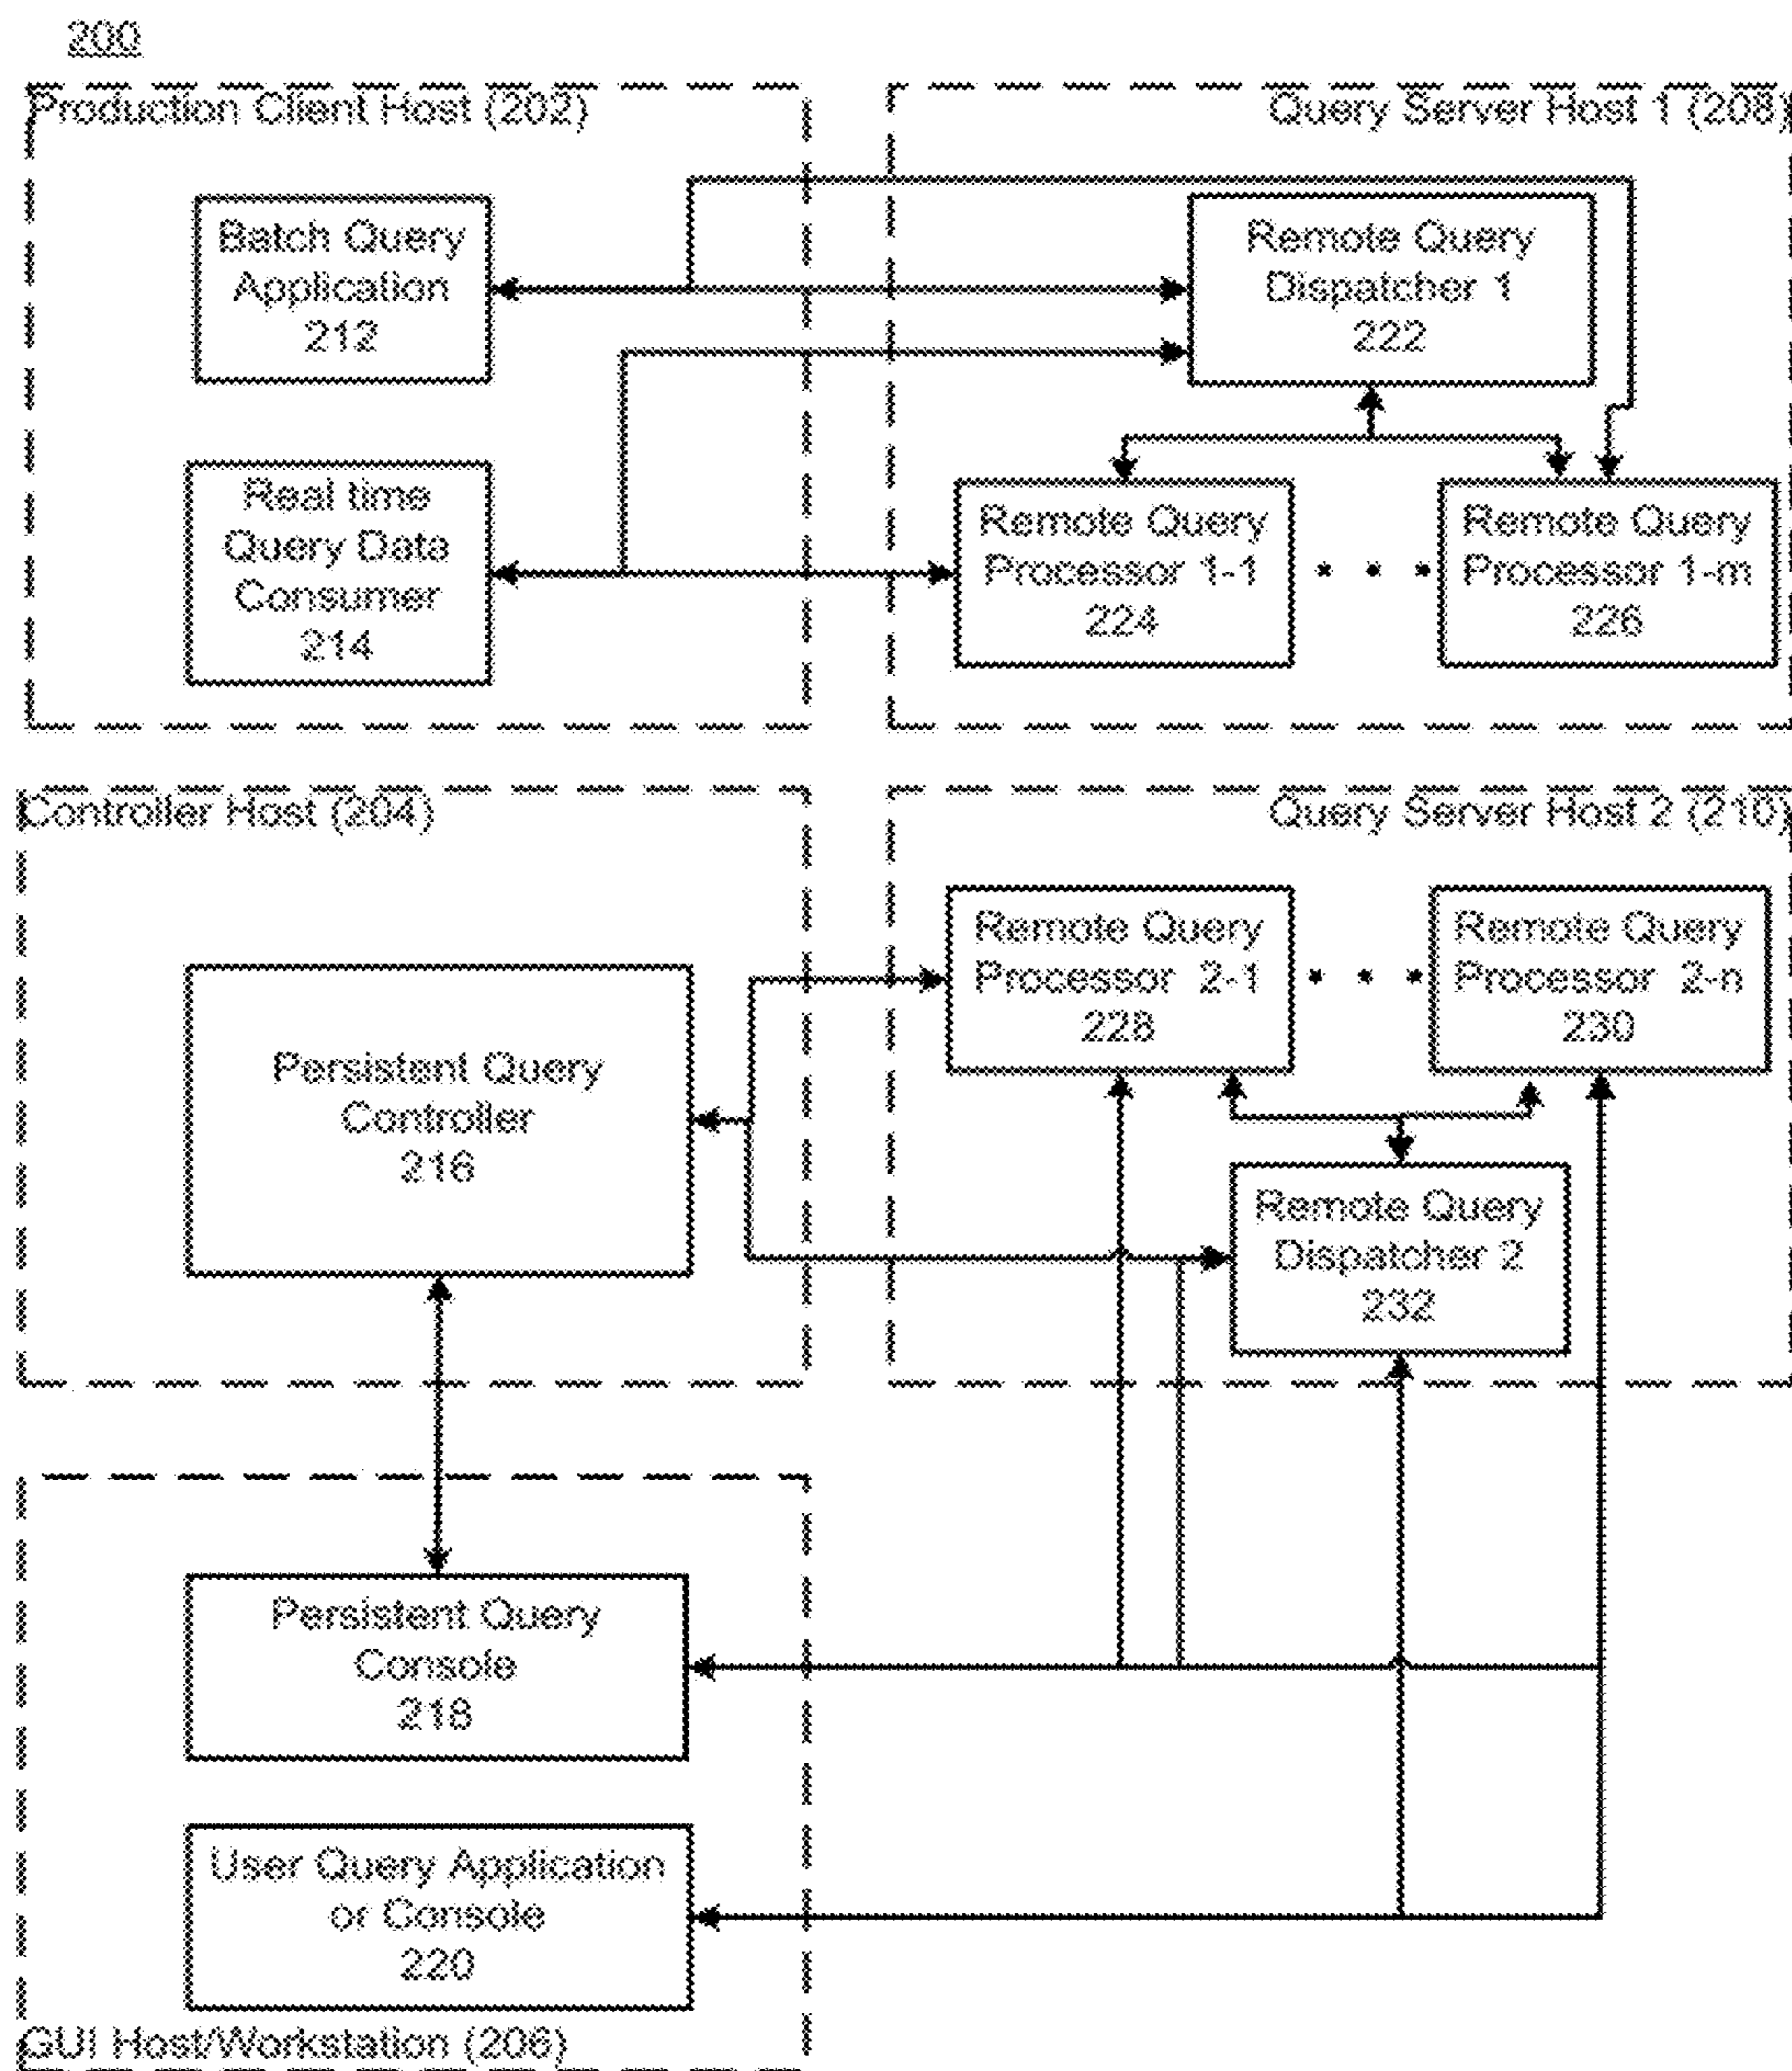 200
Production Client Host (202)
Query Server Host 1 (208)
Batch Query
Application
212
Remote Query
Dispatcher 1
222
Real time
Query Data
Consumer
214
Remote Query
Processor 1-1
224
Remote Query
Processor 1-m
226
Controller Host (204)
Query Server Host 2 (210)
Remote Query
Processor 2-1
228
Remote Query
Processor 2-n
230
Persistent Query
Controller
216
Remote Query
Dispatcher 2
232
Persistent Query
Console
218
User Query Application
or Console
220
GUI Host/Workstation (206)